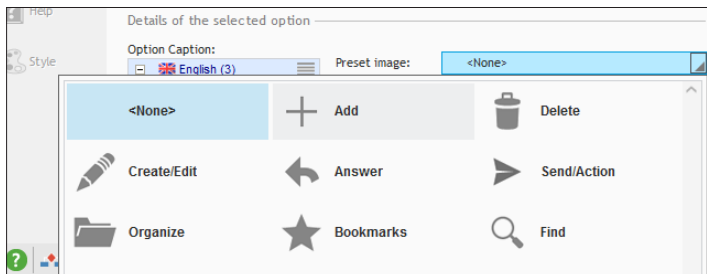 Help
Details of the selected option
Style
Option Caption:
English (3)
Preset image:
<None>
<None>
Add
Delete
Create/Edit
Answer
Send/Action
Organize
Bookmarks
Find